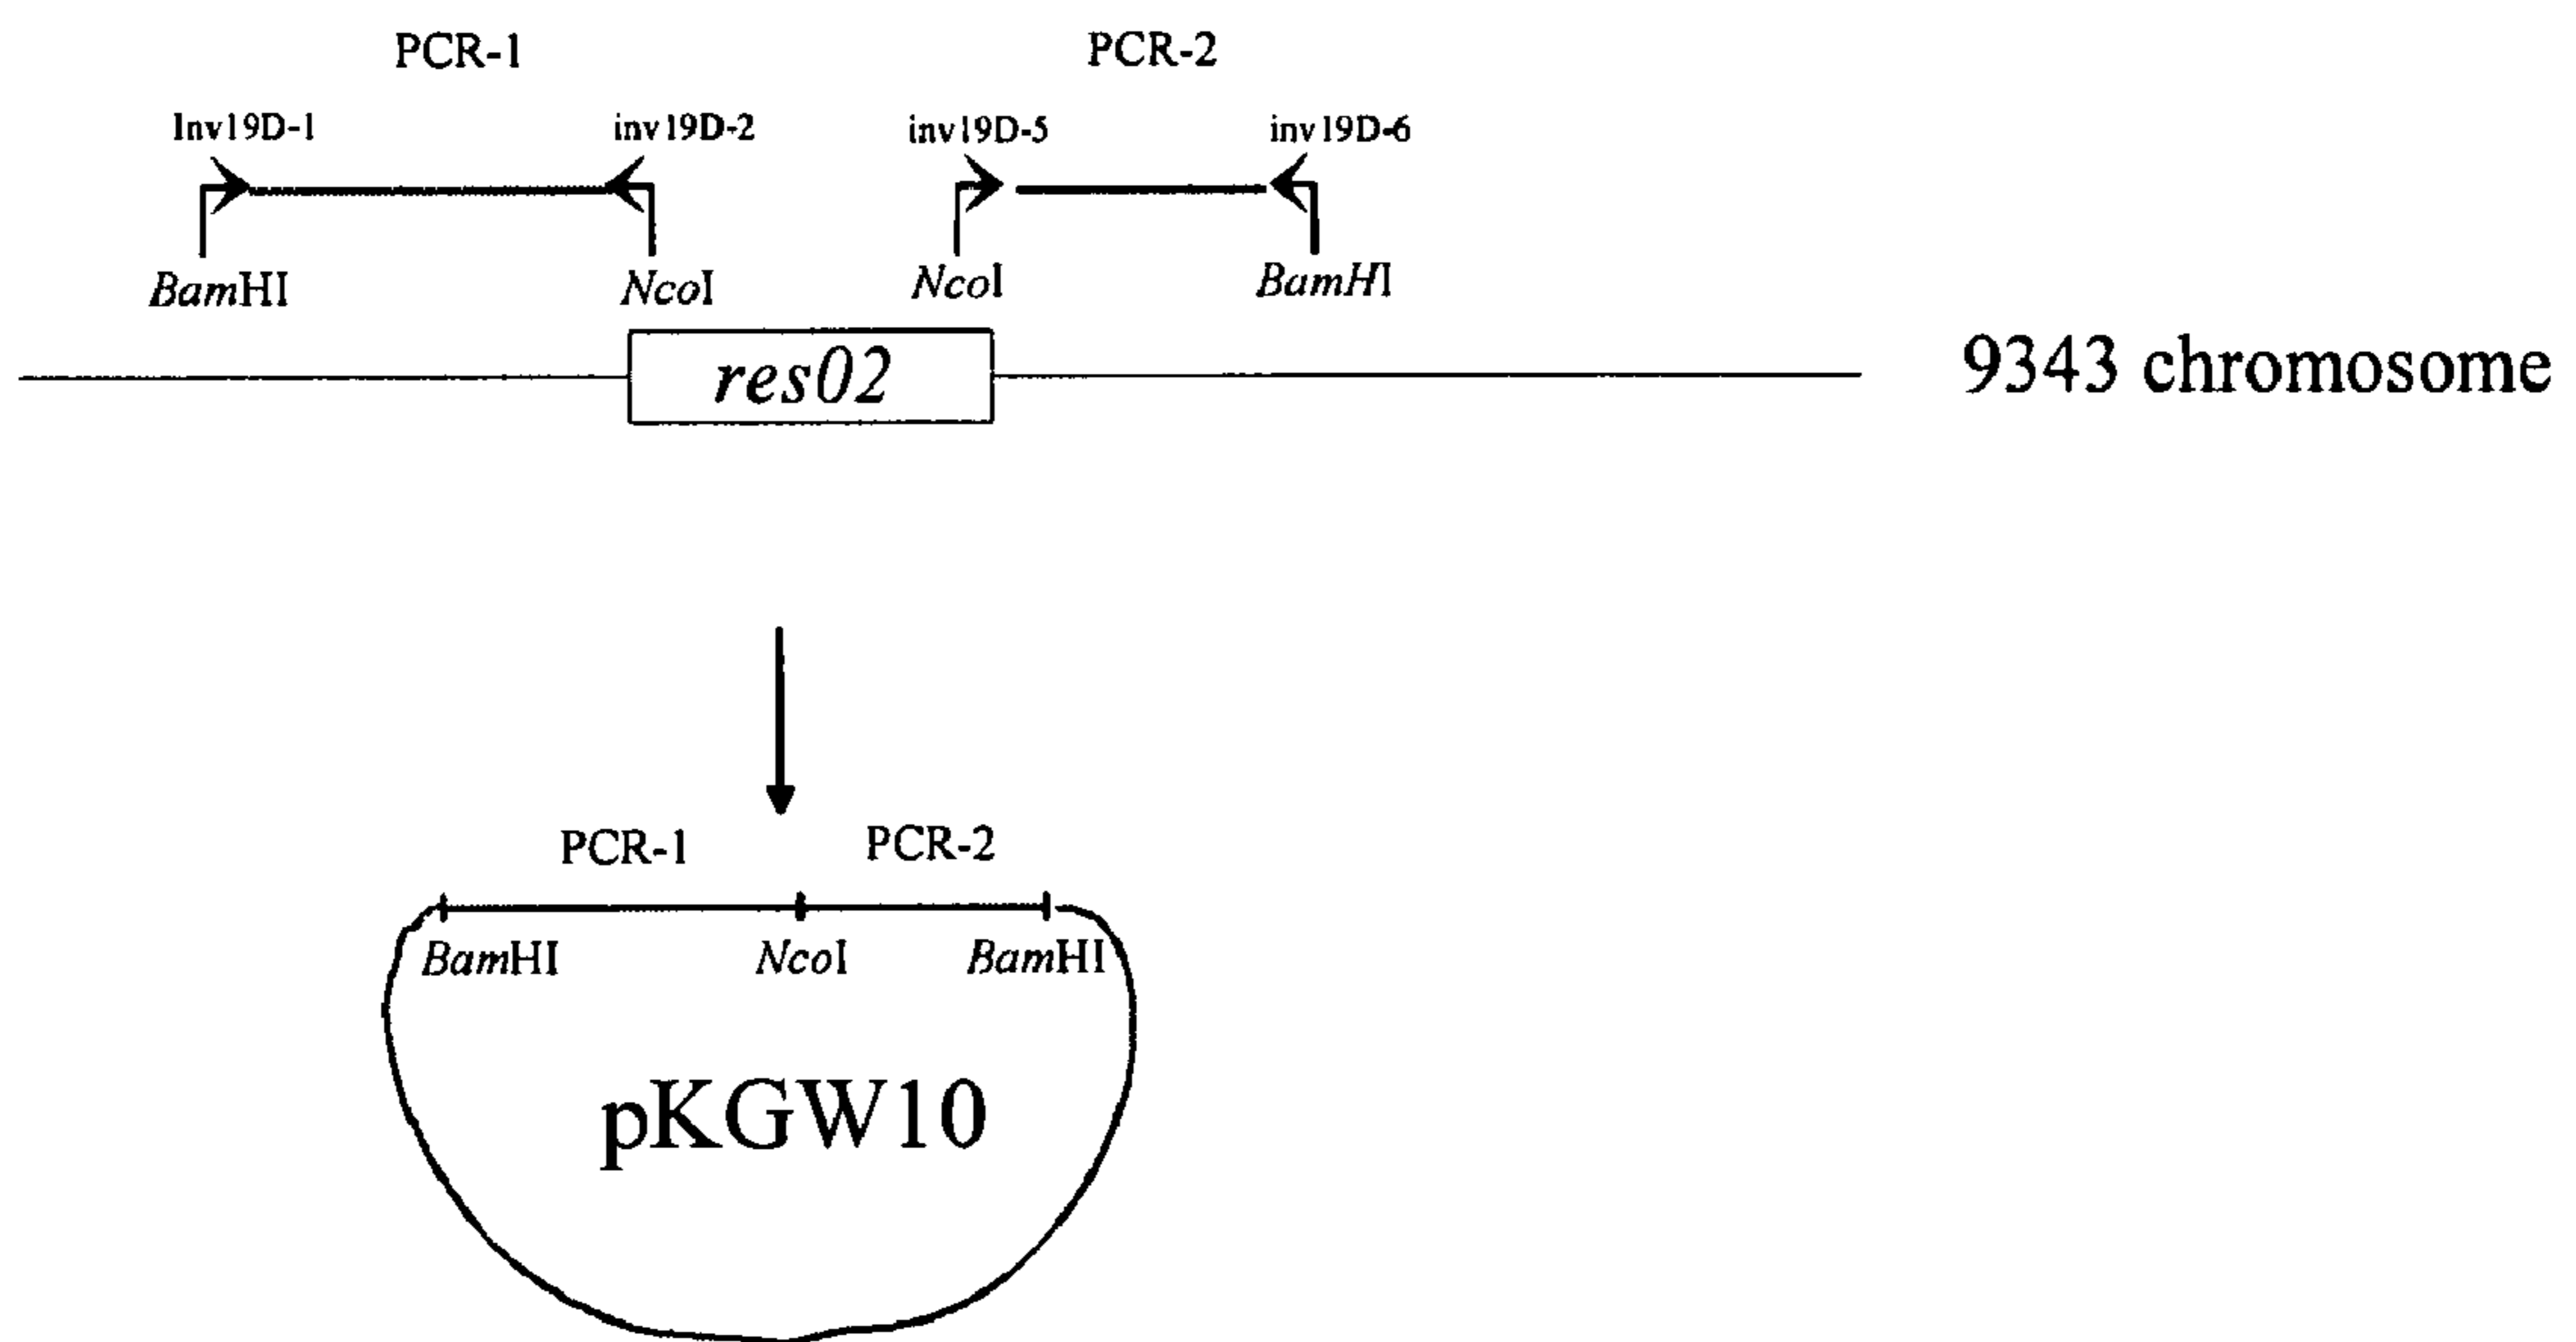 PCR-1 PCR-2
Inv19D-1 inv19D-2 inv19D-5 inv19D-6
BamHI NcoI NcoI BamHI
res02 9343 chromosome
PCR-1 PCR-2
BamHI NcoI BamHI
pKGW10